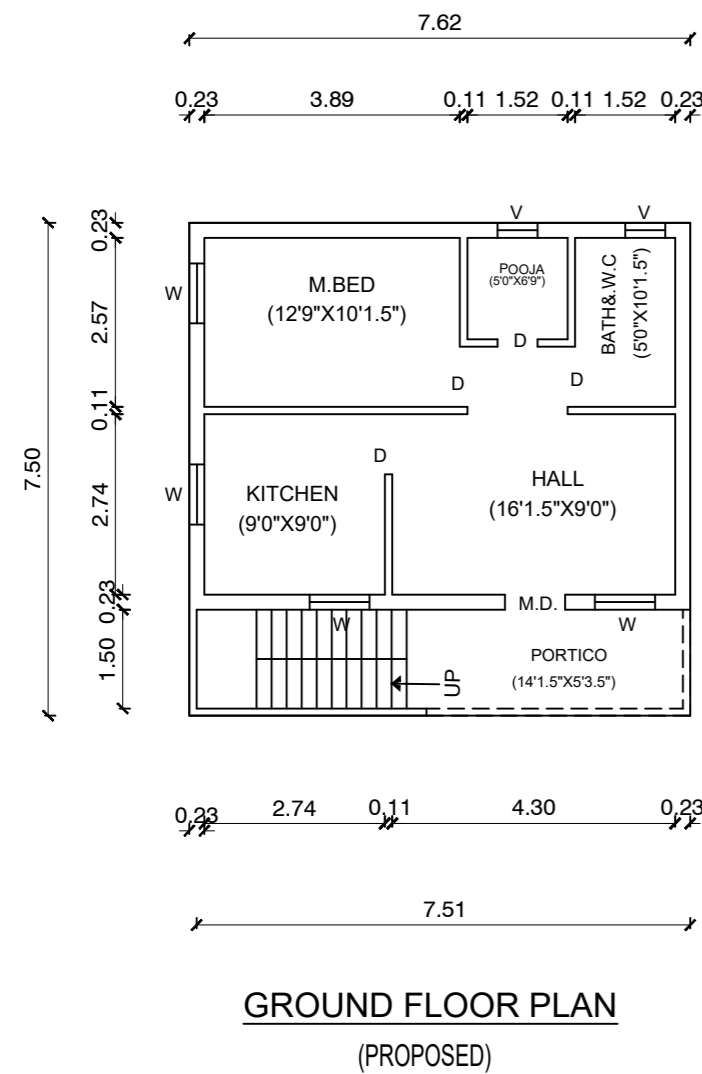 7.62
0.23 3.89 0.11 1.52 0.11 1.52 0.23
V V
0.23
2.57
0.11
2.74
0.23
1.50
7.50
W
M.BED
(12'9"X10'1.5")
POOJA
(5'0"X6'9")
BATH&.W.C
(5'0"X10'1.5")
D
D D
D
W
KITCHEN
(9'0"X9'0")
HALL
(16'1.5"X9'0")
M.D.
W W
PORTICO
(14'1.5"X5'3.5")
UP
0.23 2.74 0.11 4.30 0.23
7.51
GROUND FLOOR PLAN
(PROPOSED)